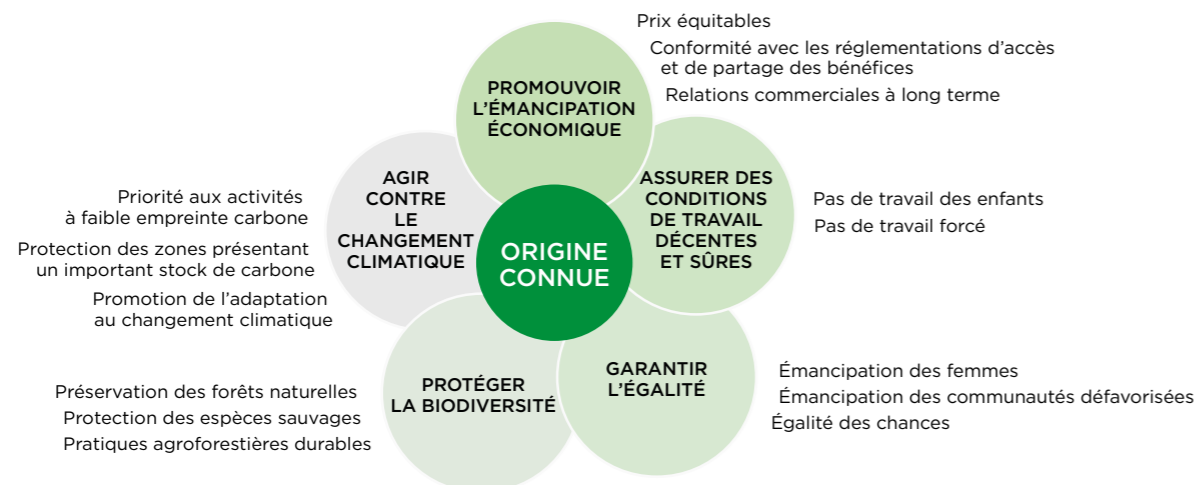 Prix équitables
Conformité avec les réglementations d’accès
et de partage des bénéfices
Relations commerciales à long terme
PROMOUVOIR
L’ÉMANCIPATION
ÉCONOMIQUE
ASSURER DES
CONDITIONS
DE TRAVAIL
DÉCENTES
ET SÛRES
Pas de travail des enfants
Pas de travail forcé
AGIR
CONTRE
LE
CHANGEMENT
CLIMATIQUE
Priorité aux activités
à faible empreinte carbone
Protection des zones présentant
un important stock de carbone
Promotion de l’adaptation
au changement climatique
ORIGINE
CONNUE
GARANTIR
L’ÉGALITÉ
Émancipation des femmes
Émancipation des communautés défavorisées
Égalité des chances
PROTÉGER
LA BIODIVERSITÉ
Préservation des forêts naturelles
Protection des espèces sauvages
Pratiques agroforestières durables